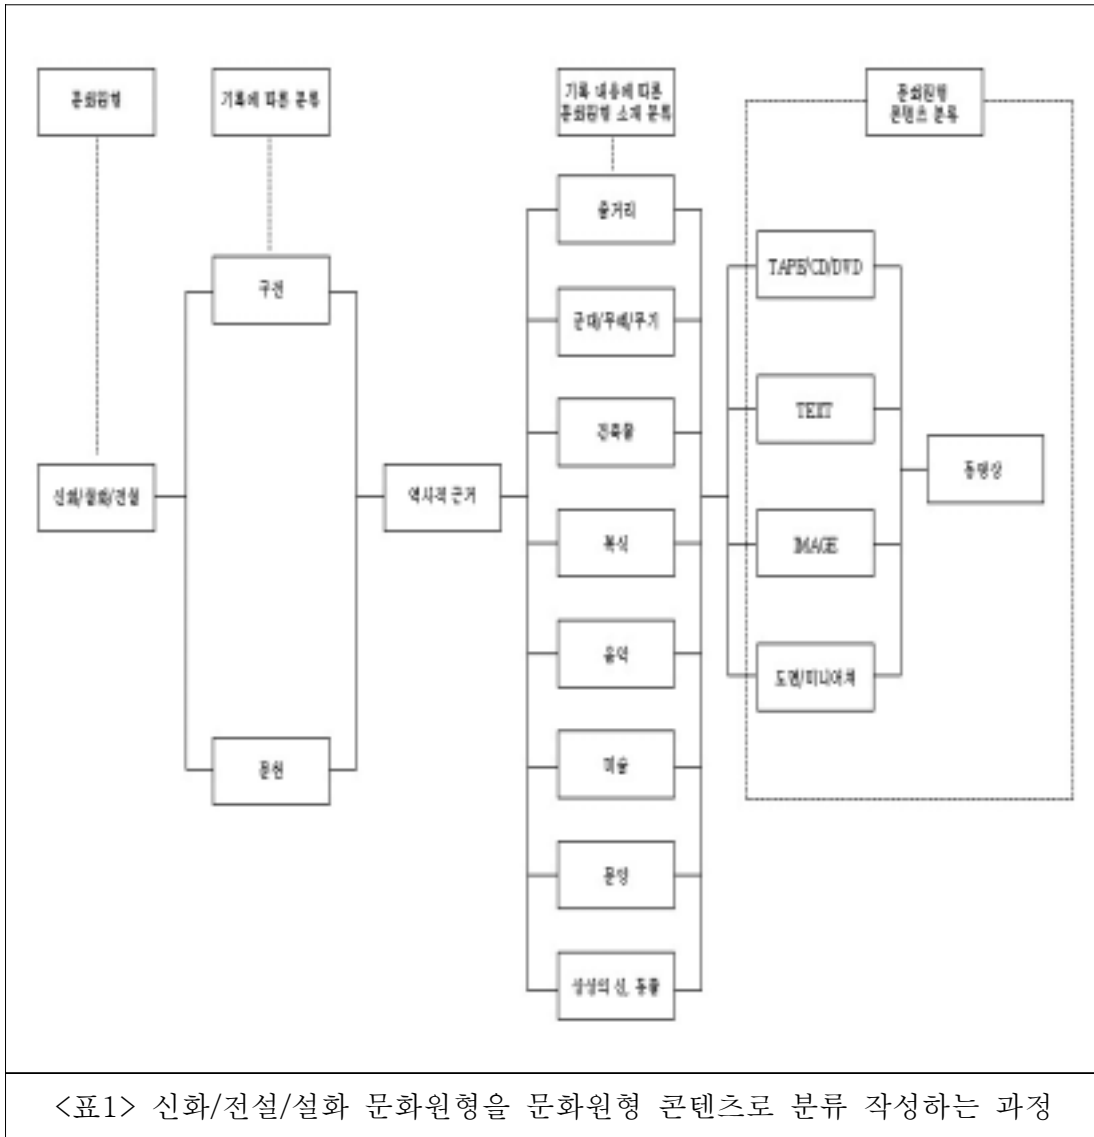 문화원형
기록에 따른 분류
기록 내용에 따른
문화원형 소재 분류
문화원형
콘텐츠 분류
줄거리
구전
TAPE/CD/DVD
군대/무예/무기
건축물
TEXT
신화/설화/전설
역사적 근거
동영상
복식
IMAGE
음악
도면/미니어쳐
문헌
미술
문양
상상의 신, 동물
<표1> 신화/전설/설화 문화원형을 문화원형 콘텐츠로 분류 작성하는 과정